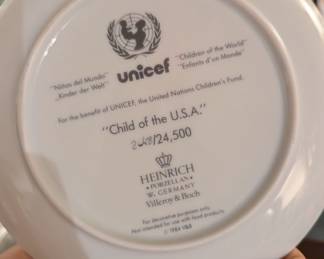 unicef
"Niños del Mundo"
"Kinder der Welt"
"Children of the World"
"Enfants d'un Monde"
For the benefit of UNICEF, the United Nations Children's Fund.
"Child of the U.S.A."
/24,500
HEINRICH
• PORZELLAN •
W. GERMANY
Villeroy & Boch
For decorative purposes only.
Not intended for use with food products.